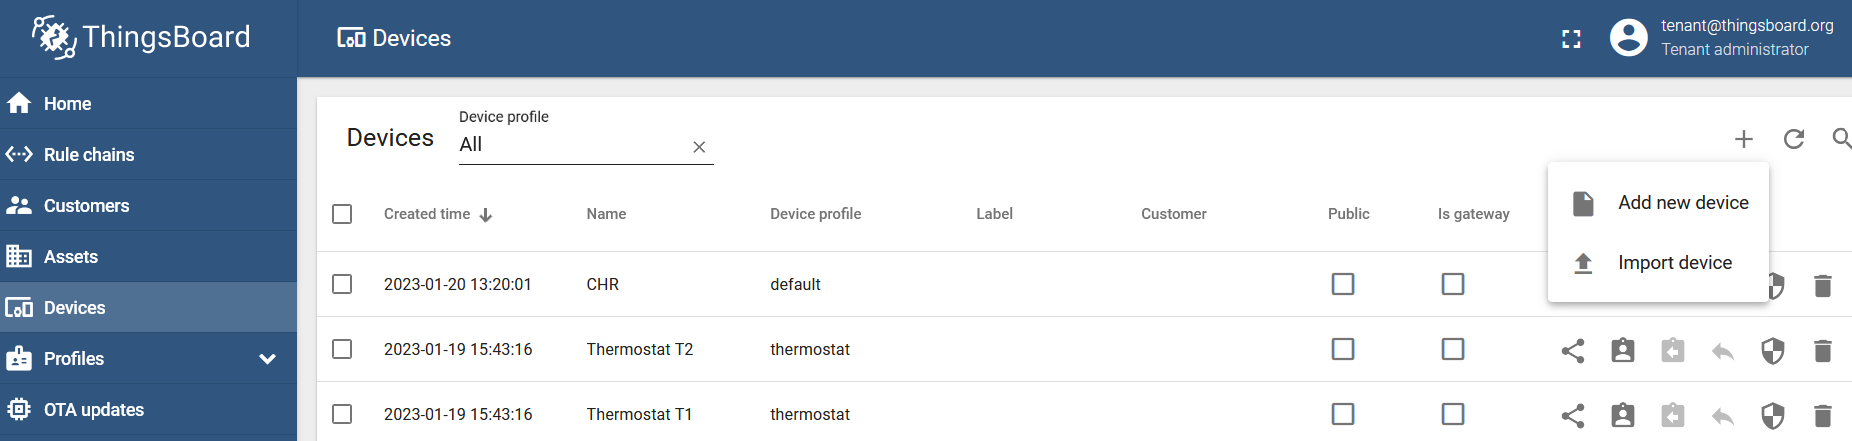 ThingsBoard
Devices
tenant@thingsboard.org
Tenant administrator
Home
Rule chains
Customers
Assets
Devices
Profiles
OTA updates
Devices
Device profile
All
Add new device
Import device
Created time Name Device profile Label Customer Public Is gateway
2023-01-20 13:20:01 CHR default
2023-01-19 15:43:16 Thermostat T2 thermostat
2023-01-19 15:43:16 Thermostat T1 thermostat